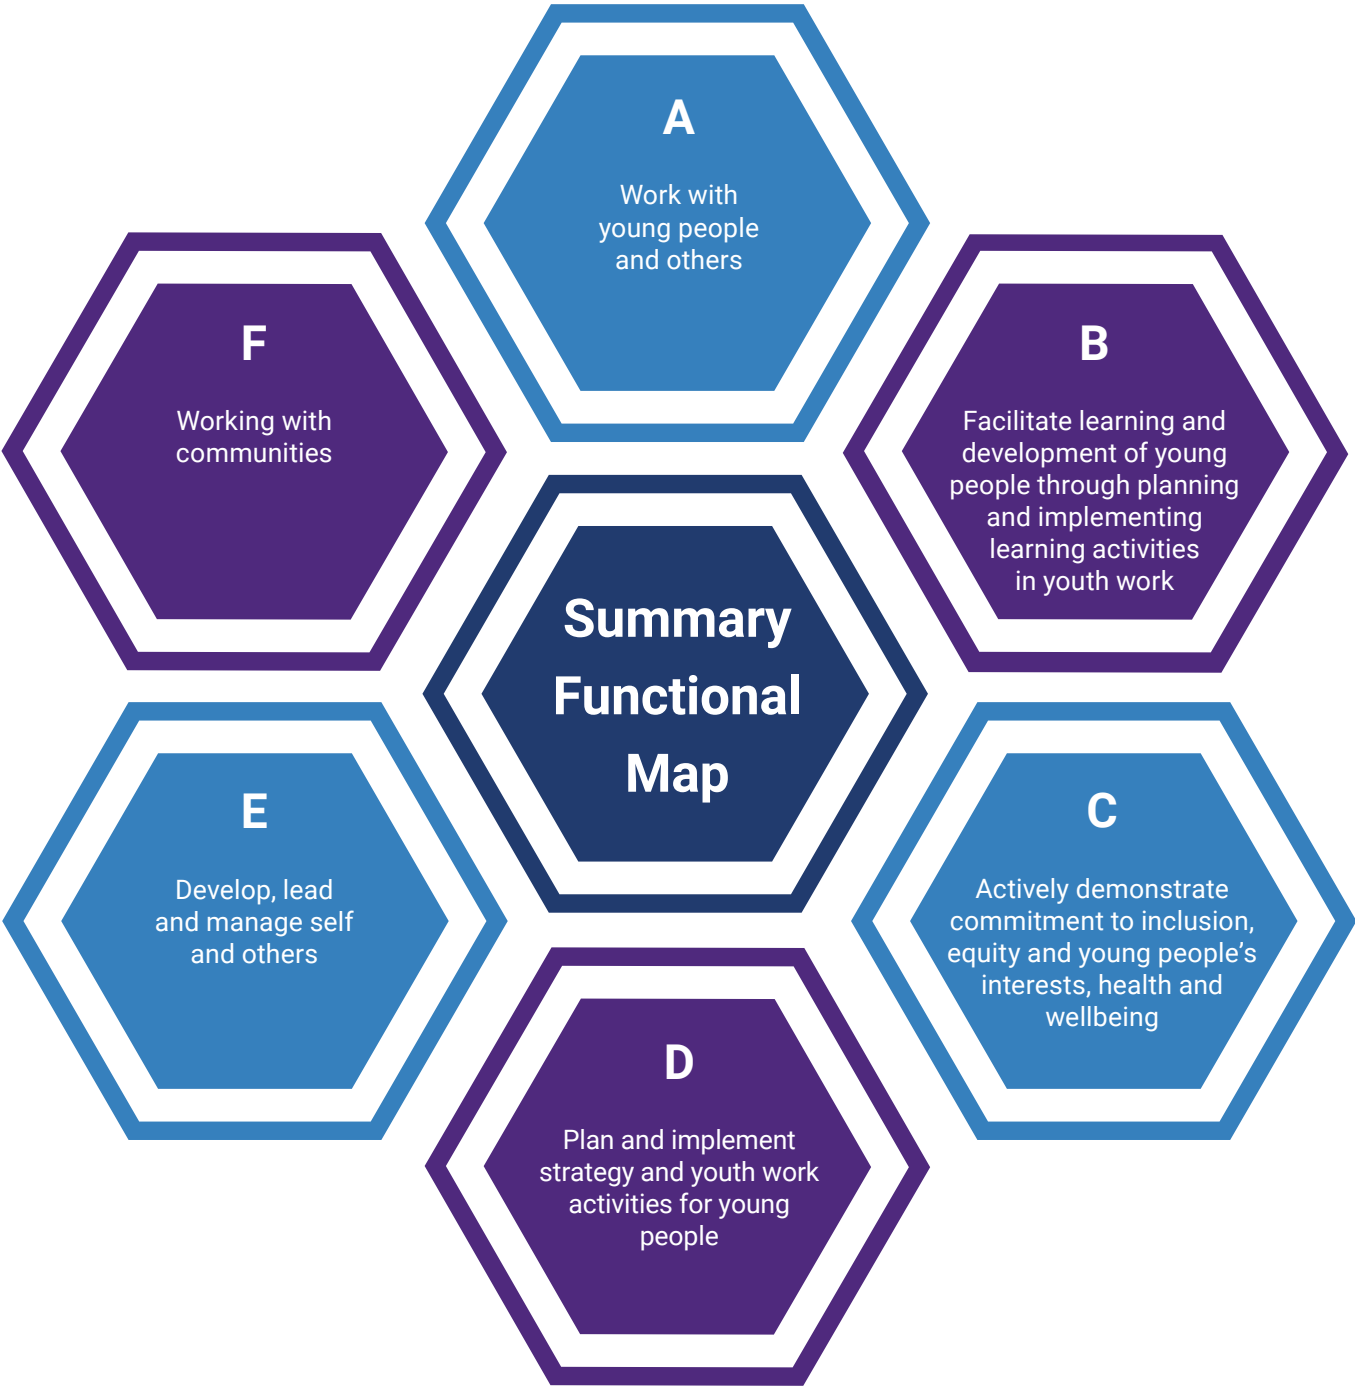 A
Work with
young people
and others
B
Facilitate learning and
development of young
people through planning
and implementing
learning activities
in youth work
C
Actively demonstrate
commitment to inclusion,
equity and young people’s
interests, health and
wellbeing
D
Plan and implement
strategy and youth work
activities for young
people
E
Develop, lead
and manage self
and others
F
Working with
communities
Summary
Functional
Map